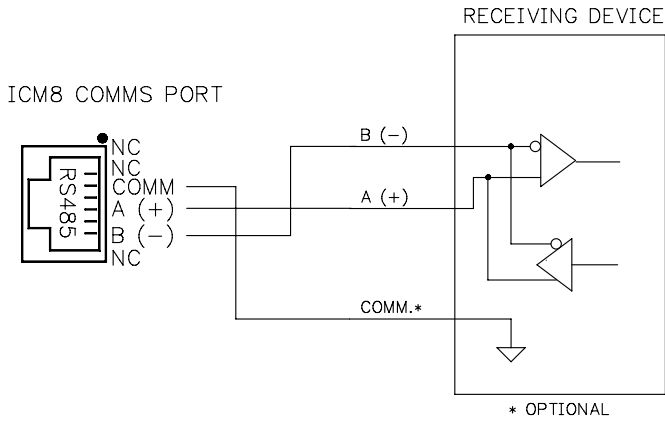 RECEIVING DEVICE
ICM8 COMMS PORT
B (−)
NC
NC
COMM
A (+)
A (+)
B (−)
NC
RS485
COMM.*
* OPTIONAL